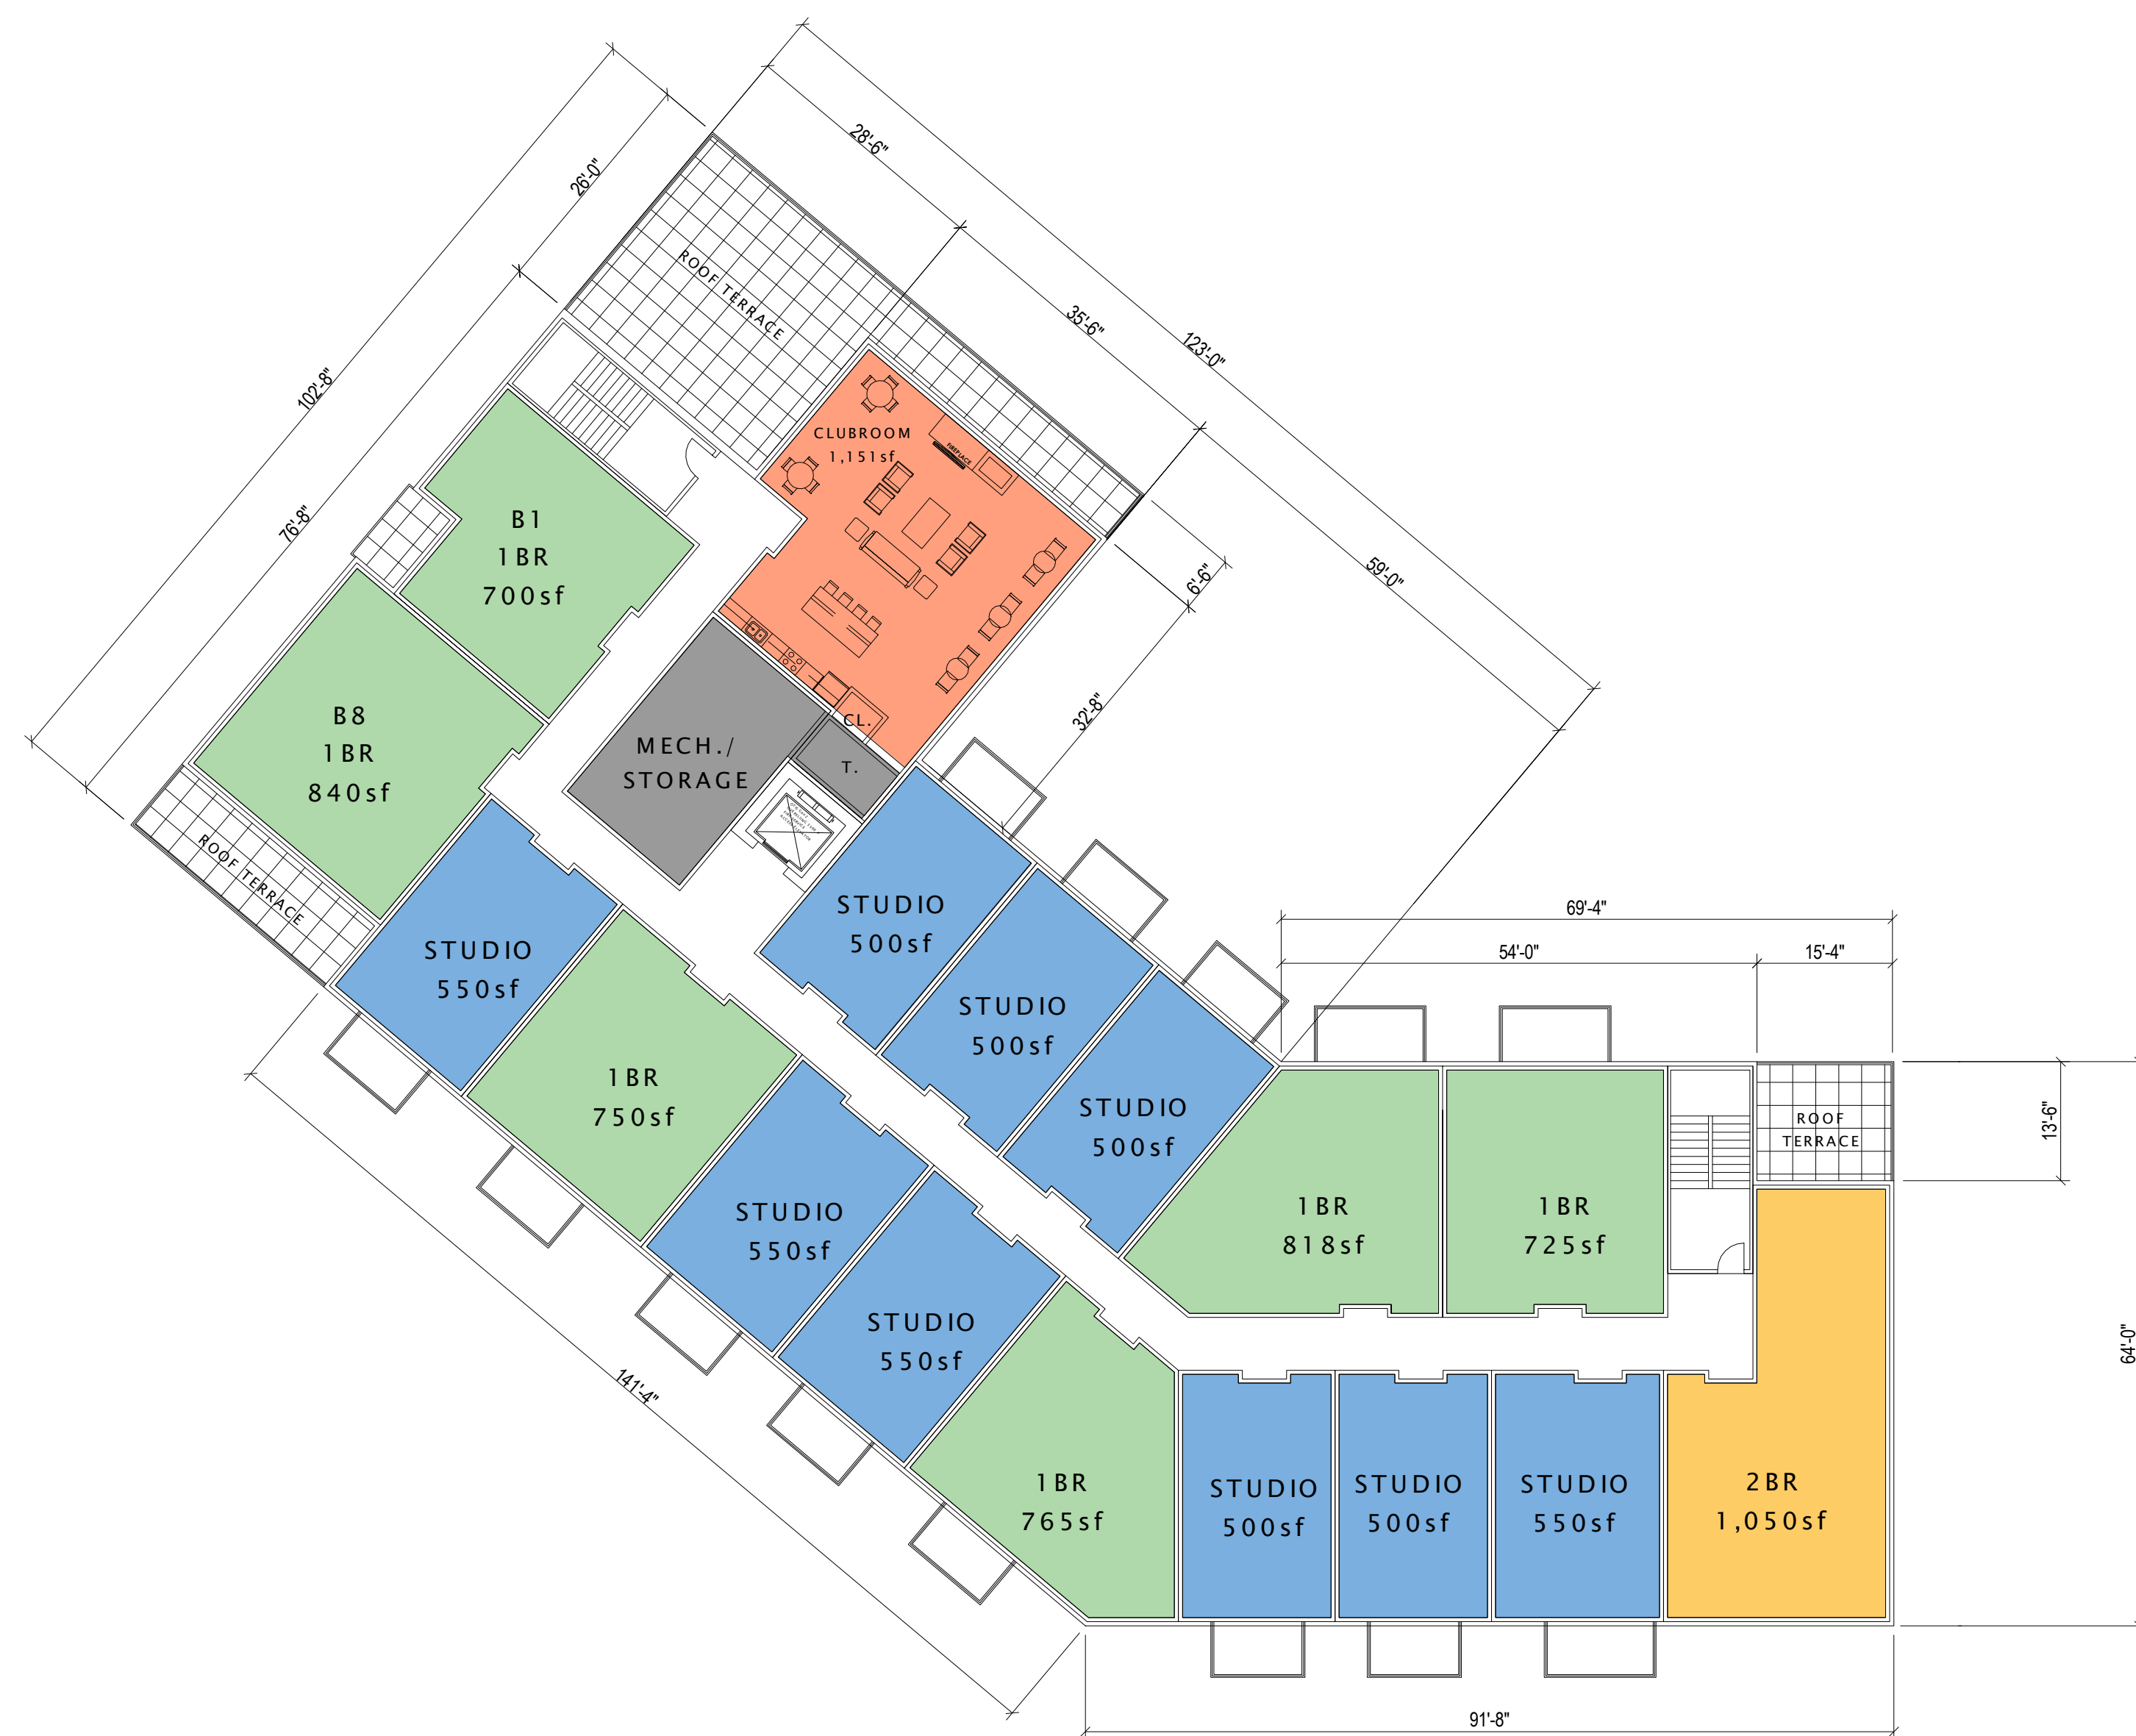 28'-6"
26'-0"
ROOF TERRACE
35'-6"
123'-0"
102'-8"
CLUBROOM
1,151sf
FIREPLACE
76'-8"
B1
1BR
700sf
59'-0"
6'-6"
32'-8"
B8
1BR
840sf
MECH./
STORAGE
CL.
T.
ROOF TERRACE
STUDIO
500sf
STUDIO
550sf
69'-4"
54'-0"
15'-4"
STUDIO
500sf
1BR
750sf
STUDIO
500sf
ROOF
TERRACE
13'-6"
STUDIO
550sf
1BR
818sf
1BR
725sf
STUDIO
550sf
64'-0"
141'-4"
1BR
765sf
STUDIO
500sf
STUDIO
500sf
STUDIO
550sf
2BR
1,050sf
91'-8"